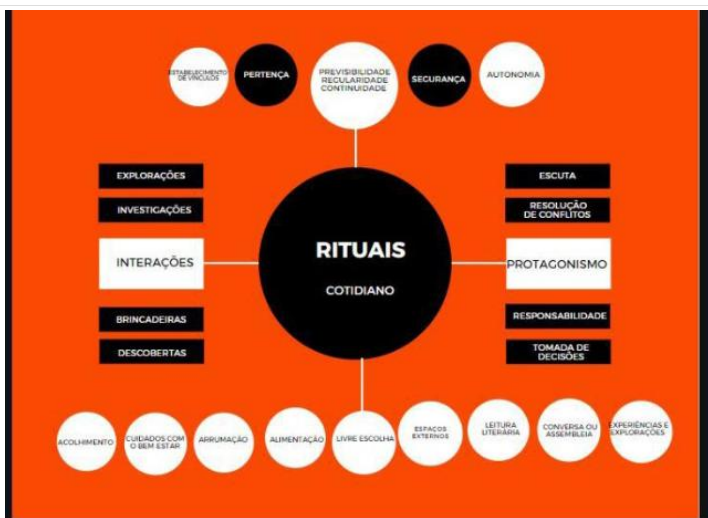 ESTABELECIMENTO
DE VÍNCULOS
PERTENÇA
PREVISIBILIDADE
RECULARIDADE
CONTINUIDADE
SEGURANÇA
AUTONOMIA
EXPLORAÇÕES
INVESTIGAÇÕES
INTERAÇÕES
BRINCADEIRAS
DESCOBERTAS
RITUAIS
COTIDIANO
ESCUTA
RESOLUÇÃO
DE CONFLITOS
PROTAGONISMO
RESPONSABILIDADE
TOMADA DE
DECISÕES
ACOLHIMENTO
CUIDADOS COM
O BEM ESTAR
ARRUMAÇÃO
ALIMENTAÇÃO
LIVRE ESCOLHA
ESPAÇOS
EXTERNOS
LEITURA
LITERÁRIA
CONVERSA OU
ASSEMBLEIA
EXPERIÊNCIAS E
EXPLORAÇÕES